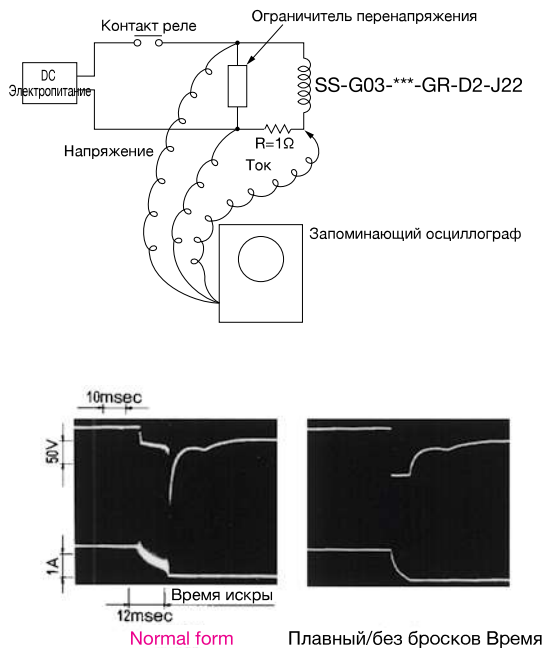 Ограничитель перенапряжения
Контакт реле
DC
Электропитание
SS-G03-***-GR-D2-J22
R=1Ω
Напряжение
Ток
Запоминающий осциллограф
10msec
50V
1A
Время искры
12msec
Normal form
Плавный/без бросков Время